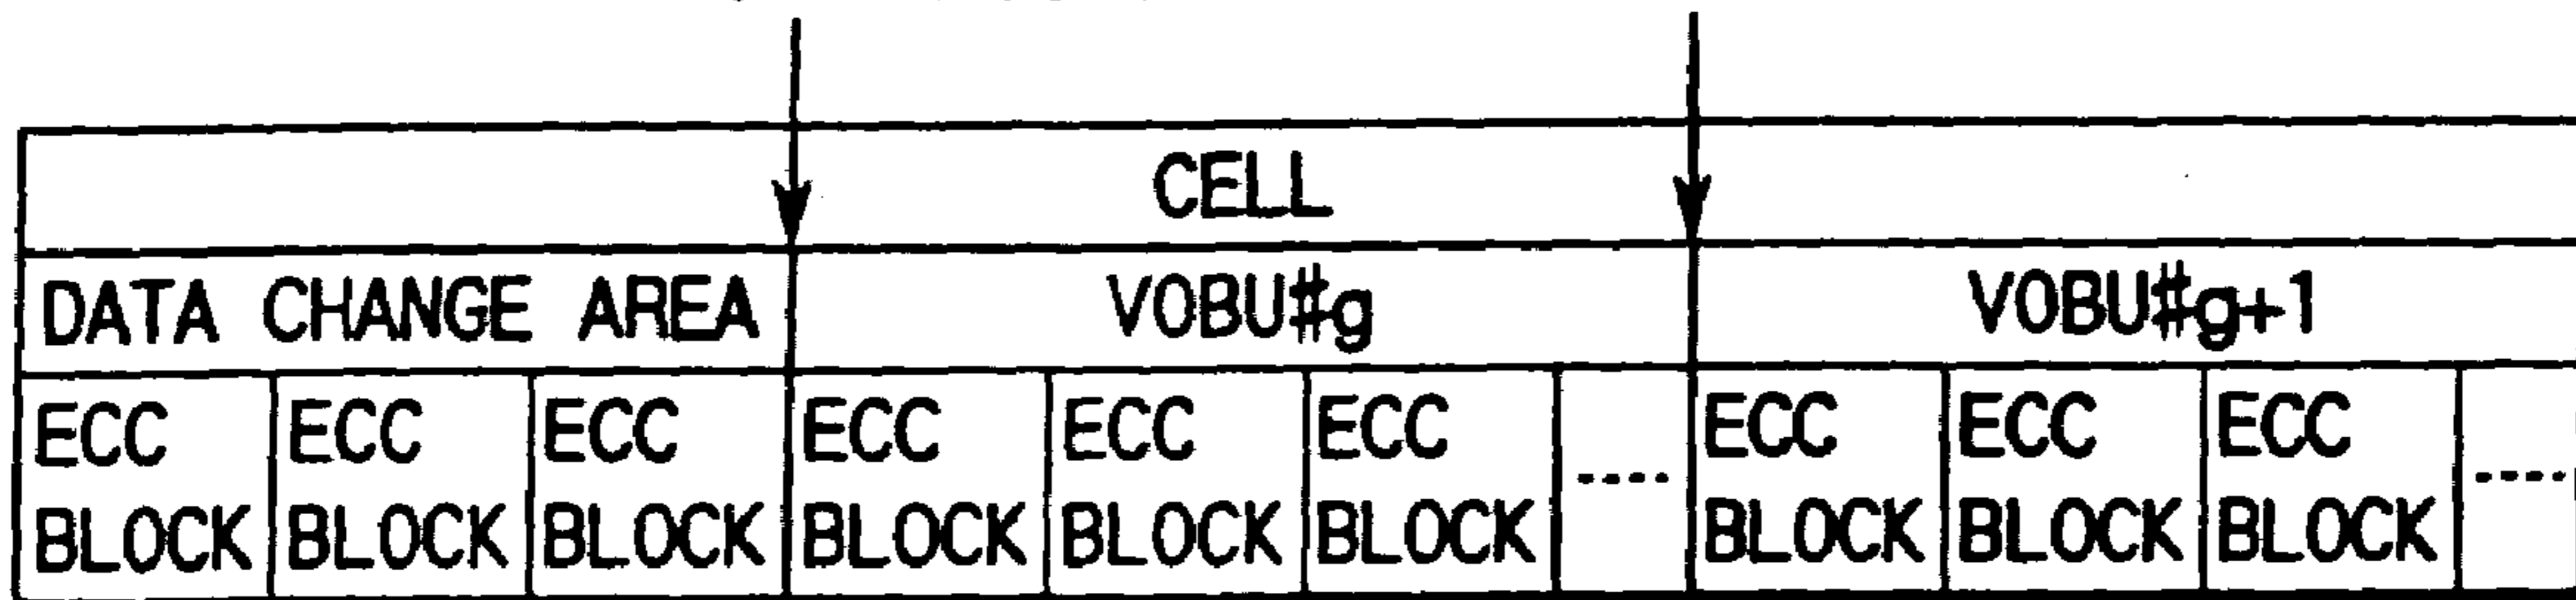 CELL
DATA CHANGE AREA VOBU#g VOBU#g+1
ECC ECC ECC ECC ECC ECC ---- ECC ECC ECC ----
BLOCK BLOCK BLOCK BLOCK BLOCK BLOCK BLOCK BLOCK BLOCK